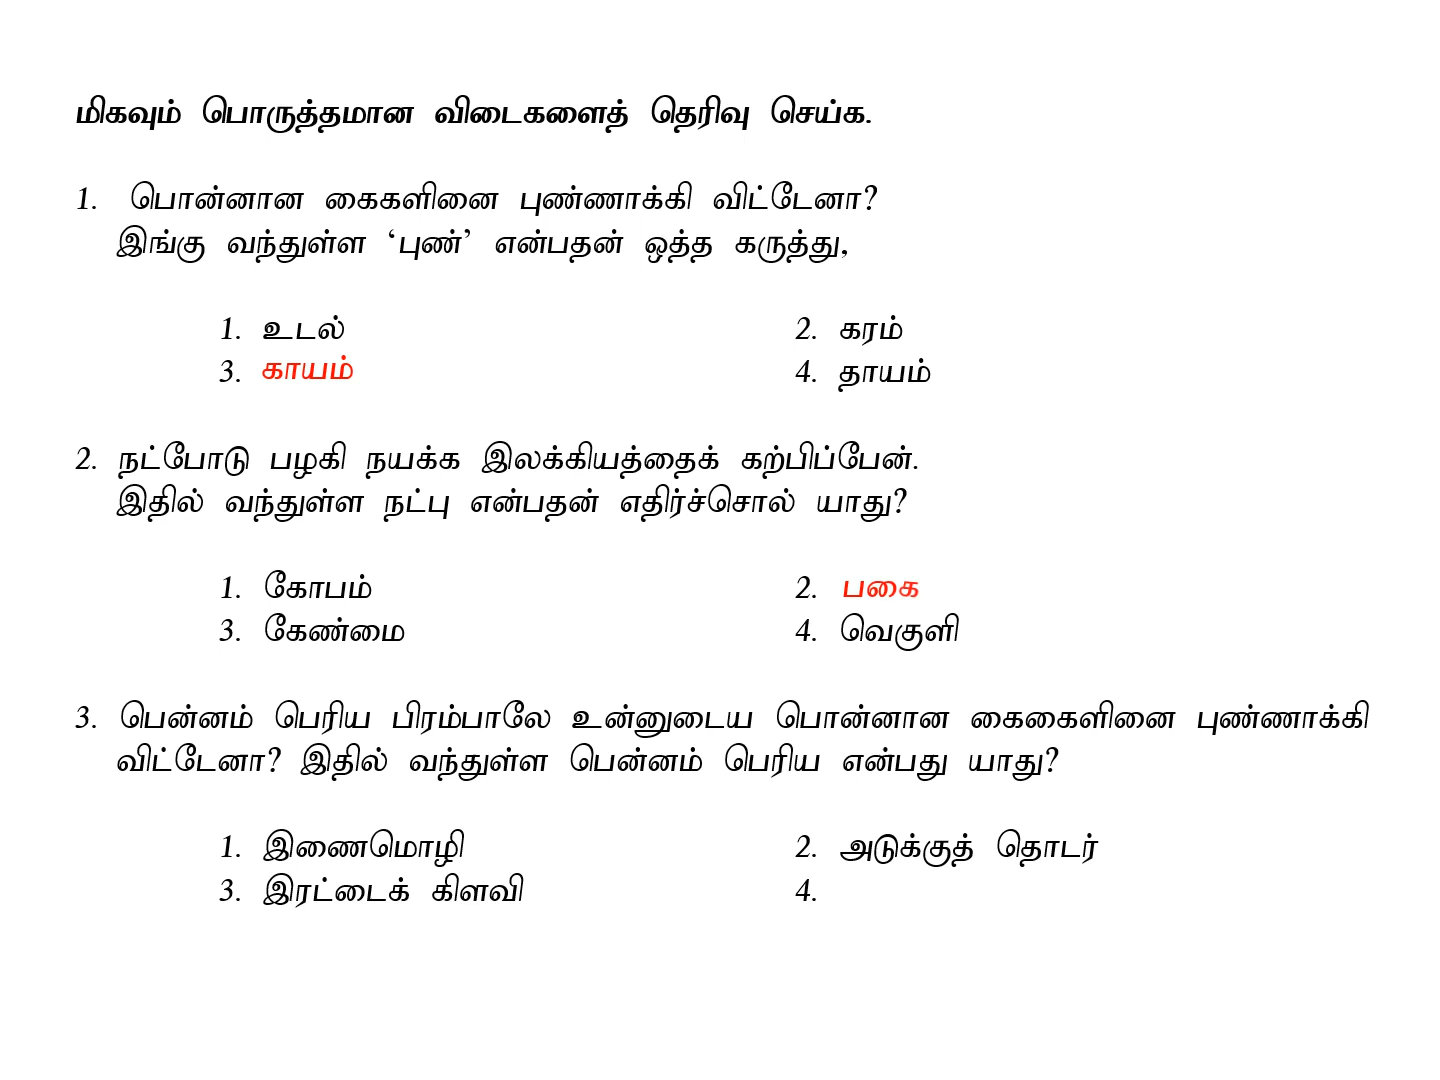 மிகவும் பொருத்தமான விடைகளைத் தெரிவு செய்க.
1. பொன்னான கைகளினை புண்ணாக்கி விட்டேனா?
இங்கு வந்துள்ள ‘புண்’ என்பதன் ஒத்த கருத்து,
1. உடல் 2. கரம்
3. காயம் 4. தாயம்
2. நட்போடு பழகி நயக்க இலக்கியத்தைக் கற்பிப்பேன்.
இதில் வந்துள்ள நட்பு என்பதன் எதிர்ச்சொல் யாது?
1. கோபம் 2. பகை
3. கேண்மை 4. வெகுளி
3. பென்னம் பெரிய பிரம்பாலே உன்னுடைய பொன்னான கைகைளினை புண்ணாக்கி
விட்டேனா? இதில் வந்துள்ள பென்னம் பெரிய என்பது யாது?
1. இணைமொழி 2. அடுக்குத் தொடர்
3. இரட்டைக் கிளவி 4.